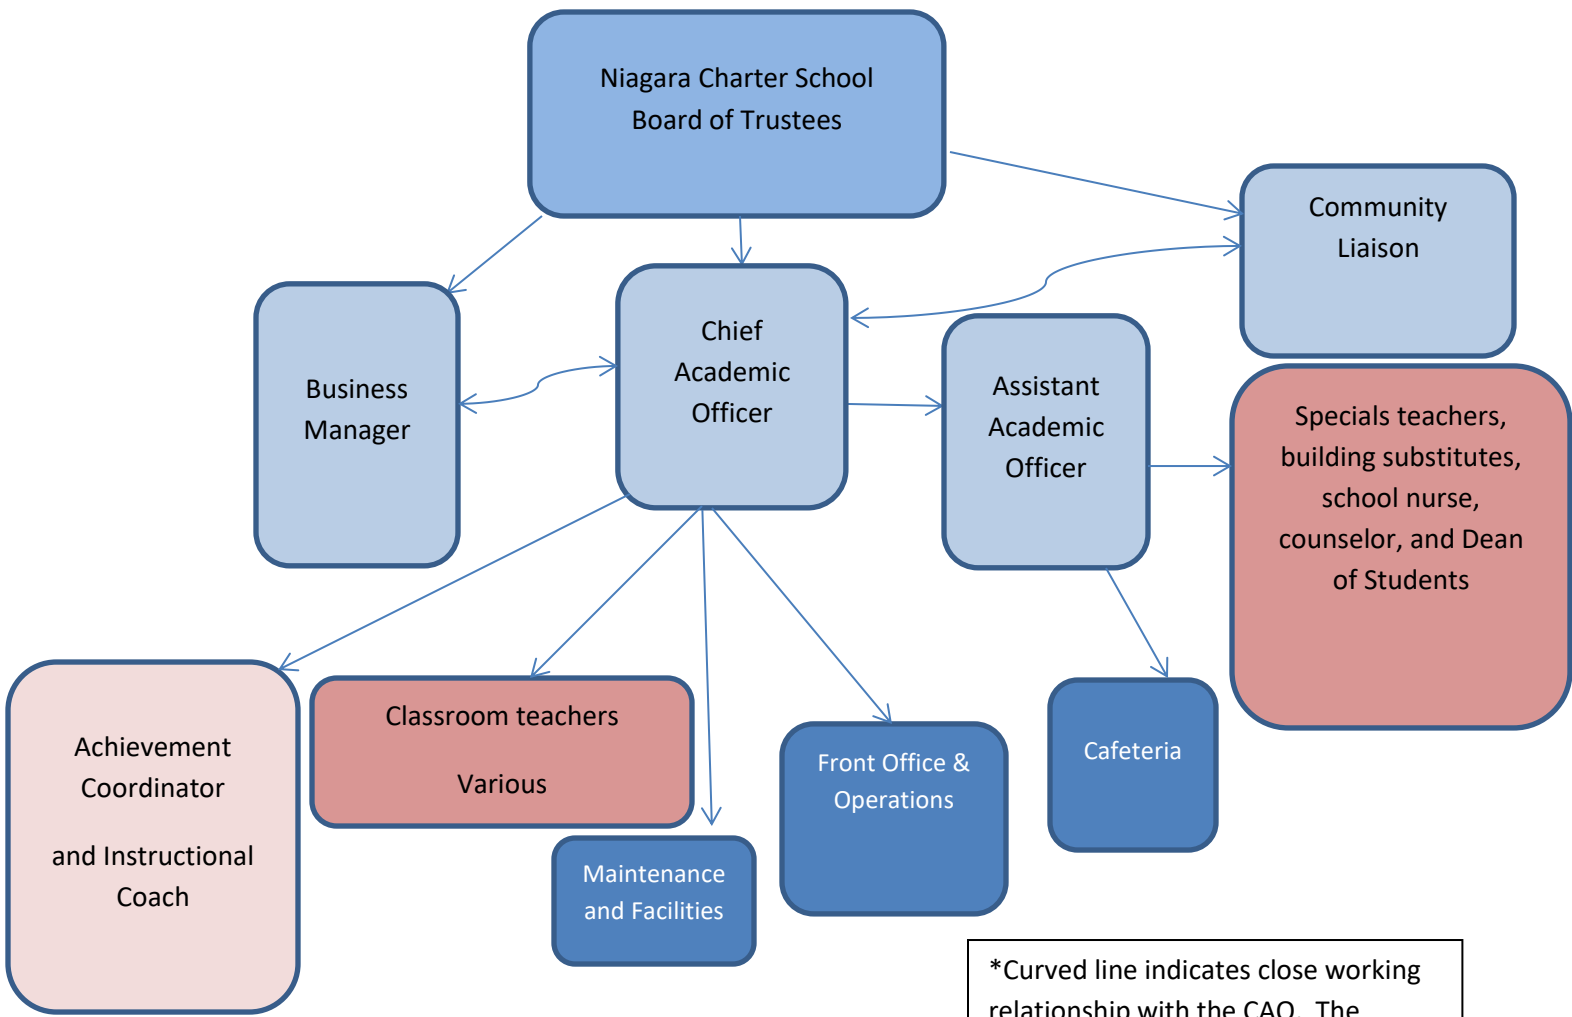 Niagara Charter School
Board of Trustees
Community
Liaison
Chief
Academic
Officer
Business
Manager
Assistant
Academic
Officer
Specials teachers,
building substitutes,
school nurse,
counselor, and Dean
of Students
Achievement
Coordinator
and Instructional
Coach
Classroom teachers
Various
Maintenance
and Facilities
Front Office &
Operations
Cafeteria
*Curved line indicates close working
relationship with the CAO. The